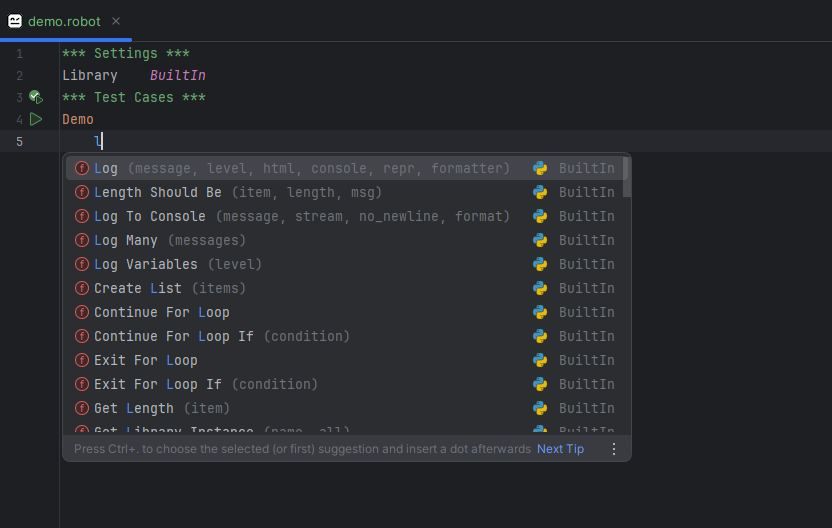 demo.robot
1 *** Settings ***
2 Library BuiltIn
3 *** Test Cases ***
4 Demo
5 l
Log (message, level, html, console, repr, formatter) BuiltIn
Length Should Be (item, length, msg) BuiltIn
Log To Console (message, stream, no_newline, format) BuiltIn
Log Many (messages) BuiltIn
Log Variables (level) BuiltIn
Create List (items) BuiltIn
Continue For Loop BuiltIn
Continue For Loop If (condition) BuiltIn
Exit For Loop BuiltIn
Exit For Loop If (condition) BuiltIn
Get Length (item) BuiltIn
Get Library Instance (name, all) BuiltIn
Press Ctrl+. to choose the selected (or first) suggestion and insert a dot afterwards Next Tip